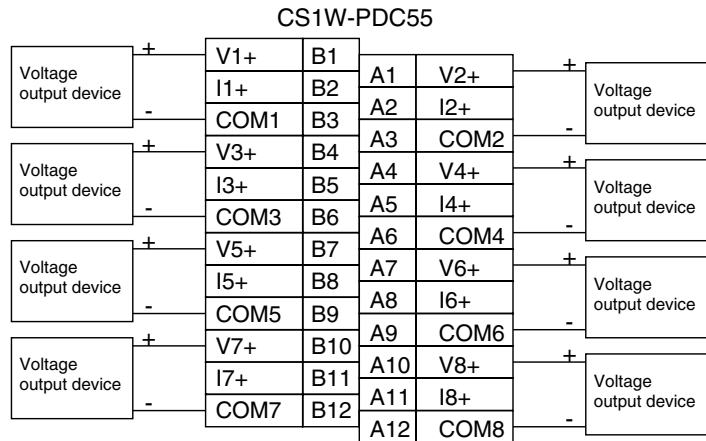 CS1W-PDC55
Voltage
output device
+
-
V1+ B1
I1+ B2
COM1 B3
Voltage
output device
+
-
V3+ B4
I3+ B5
COM3 B6
Voltage
output device
+
-
V5+ B7
I5+ B8
COM5 B9
Voltage
output device
+
-
V7+ B10
I7+ B11
COM7 B12
A1 V2+
A2 I2+
A3 COM2
+
-
Voltage
output device
A4 V4+
A5 I4+
A6 COM4
+
-
Voltage
output device
A7 V6+
A8 I6+
A9 COM6
+
-
Voltage
output device
A10 V8+
A11 I8+
A12 COM8
+
-
Voltage
output device